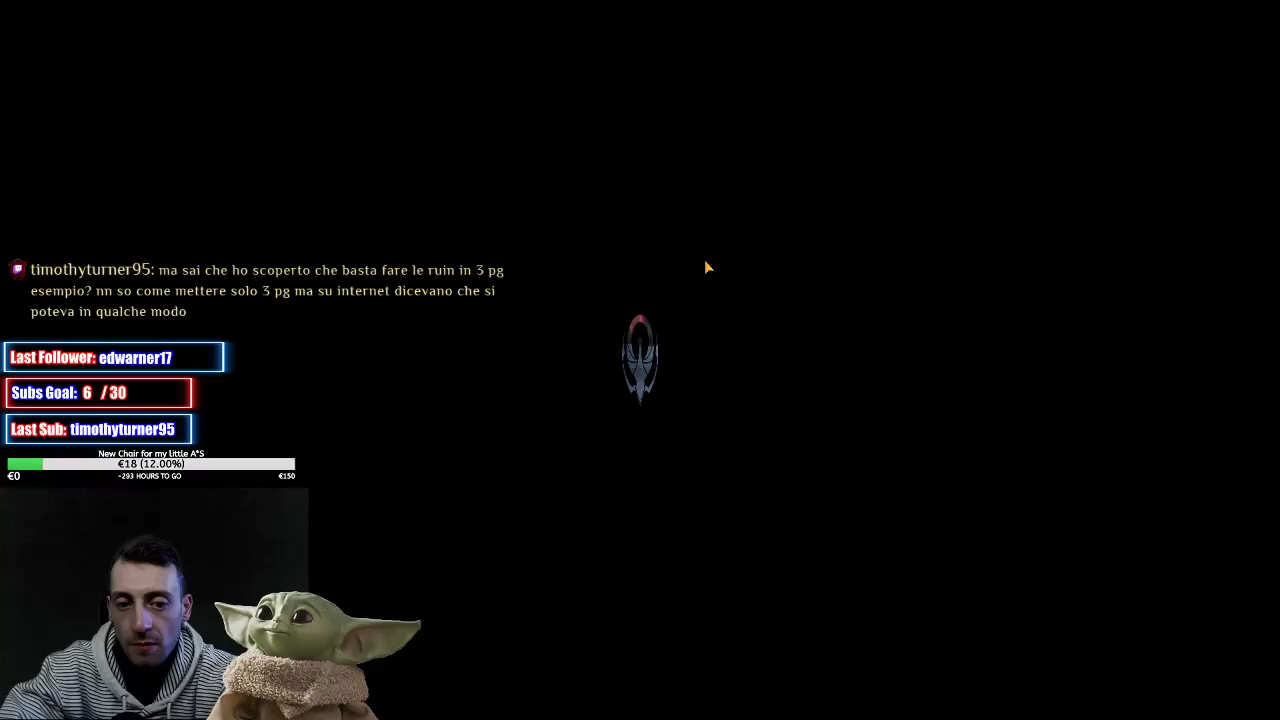 timothyturner95: ma sai che ho scoperto che basta fare le ruin in 3 pg
esempio? nn so come mettere solo 3 pg ma su internet dicevano che si
poteva in qualche modo
Last Follower: edwarner17
Subs Goal: 6 / 30
Last Sub: timothyturner95
New Chair for my little A*S
€18 (12.00%)
€0 -293 HOURS TO GO €150